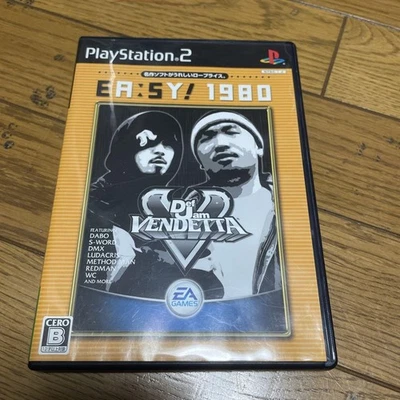 PlayStation®2
名作ソフトがうれしいロープライス。
EA:SY! 1980
Def Jam
VENDETTA
FEATURING
DABO
S-WORD
DMX
LUDACRIS
METHOD MAN
REDMAN
WC
AND MORE
EA
GAMES
CERO
B